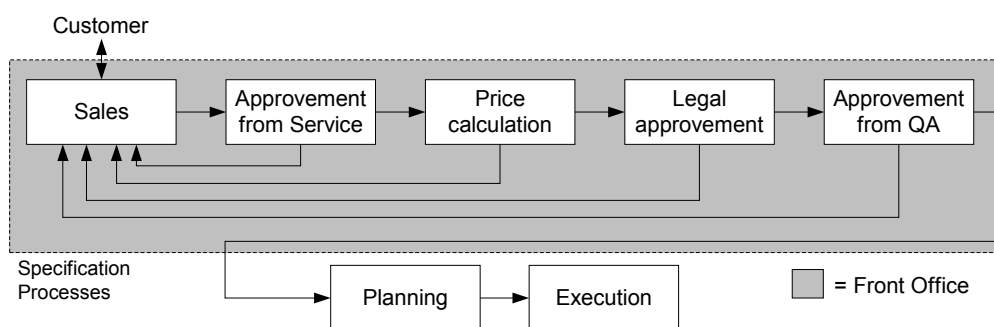 Customer
Sales
Approvement
from Service
Price
calculation
Legal
approvement
Approvement
from QA
Specification
Processes
Planning
Execution
= Front Office